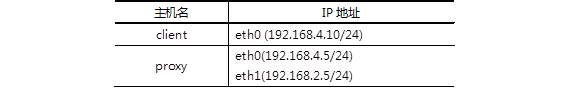 主机名 IP 地址
client eth0 (192.168.4.10/24)
proxy eth0(192.168.4.5/24)
eth1(192.168.2.5/24)